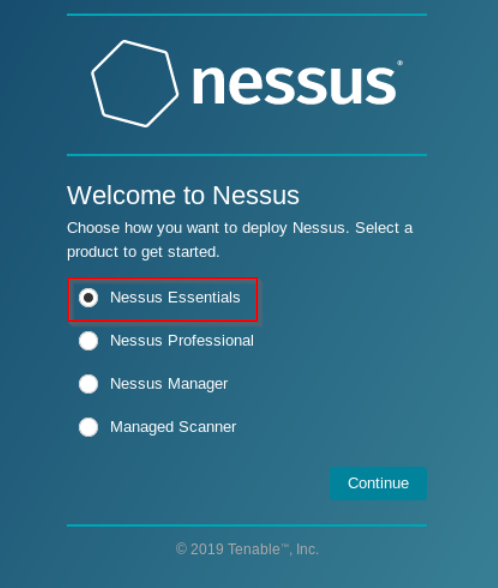 nessus®
Welcome to Nessus
Choose how you want to deploy Nessus. Select a
product to get started.
Nessus Essentials
Nessus Professional
Nessus Manager
Managed Scanner
Continue
© 2019 Tenable™, Inc.